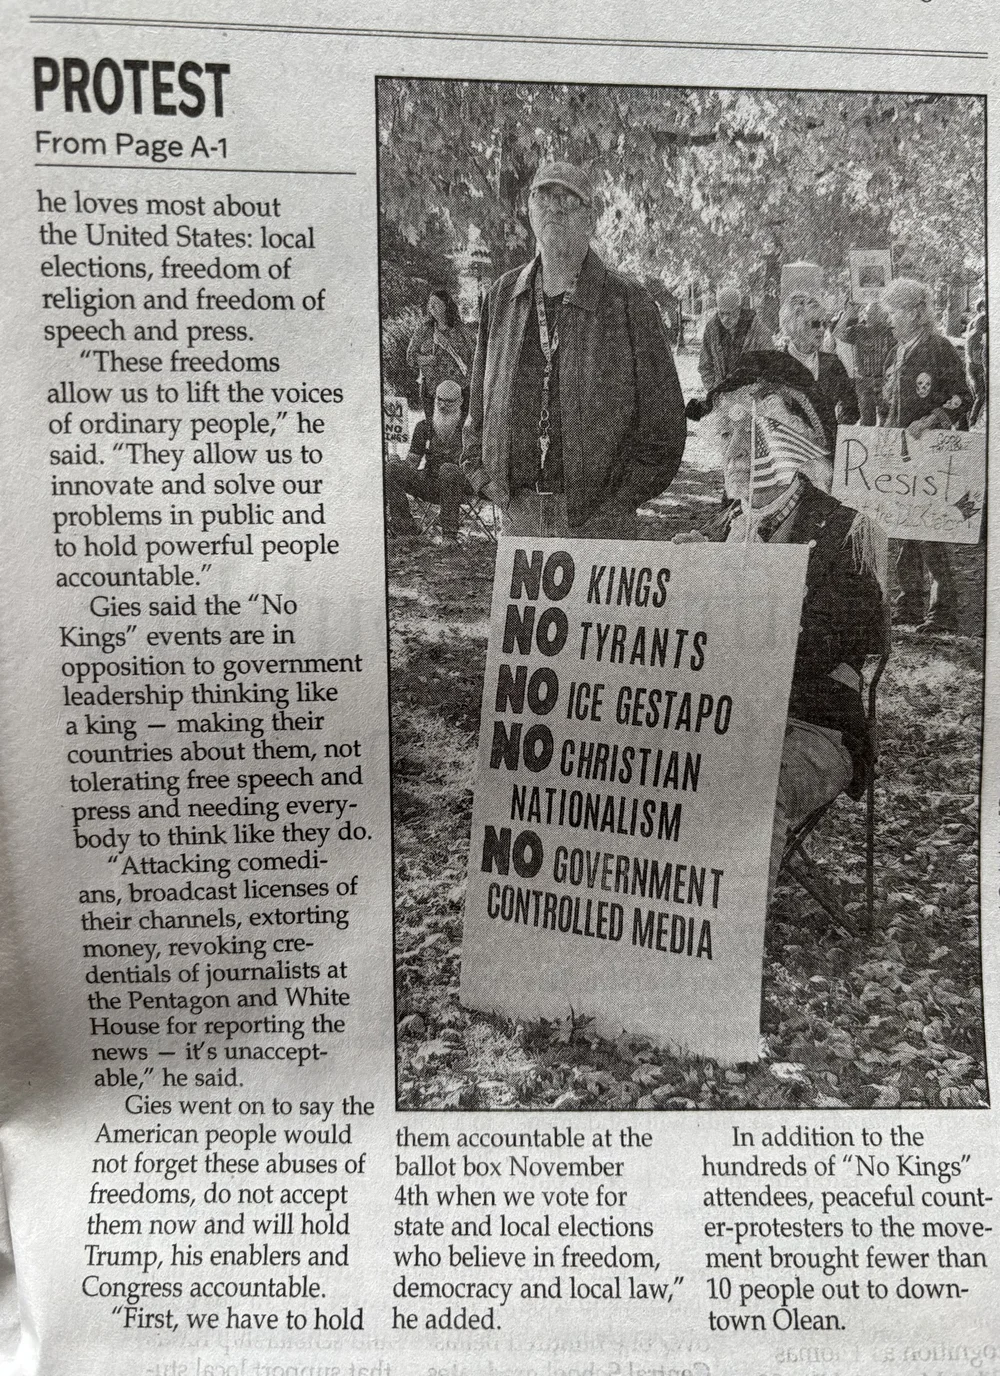 PROTEST
From Page A-1
he loves most about
the United States: local
elections, freedom of
religion and freedom of
speech and press.
“These freedoms
allow us to lift the voices
of ordinary people,” he
said. “They allow us to
innovate and solve our
problems in public and
to hold powerful people
accountable.”
Gies said the “No
Kings” events are in
opposition to government
leadership thinking like
a king — making their
countries about them, not
tolerating free speech and
press and needing every-
body to think like they do.
“Attacking comedi-
ans, broadcast licenses of
their channels, extorting
money, revoking cre-
dentials of journalists at
the Pentagon and White
House for reporting the
news — it’s unaccept-
able,” he said.
Gies went on to say the
American people would
not forget these abuses of
freedoms, do not accept
them now and will hold
Trump, his enablers and
Congress accountable.
“First, we have to hold
NO
KINGS
Resist
NO KINGS
NO TYRANTS
NO ICE GESTAPO
NO CHRISTIAN
NATIONALISM
NO GOVERNMENT
CONTROLLED MEDIA
them accountable at the
ballot box November
4th when we vote for
state and local elections
who believe in freedom,
democracy and local law,”
he added.
In addition to the
hundreds of “No Kings”
attendees, peaceful count-
er-protesters to the move-
ment brought fewer than
10 people out to down-
town Olean.